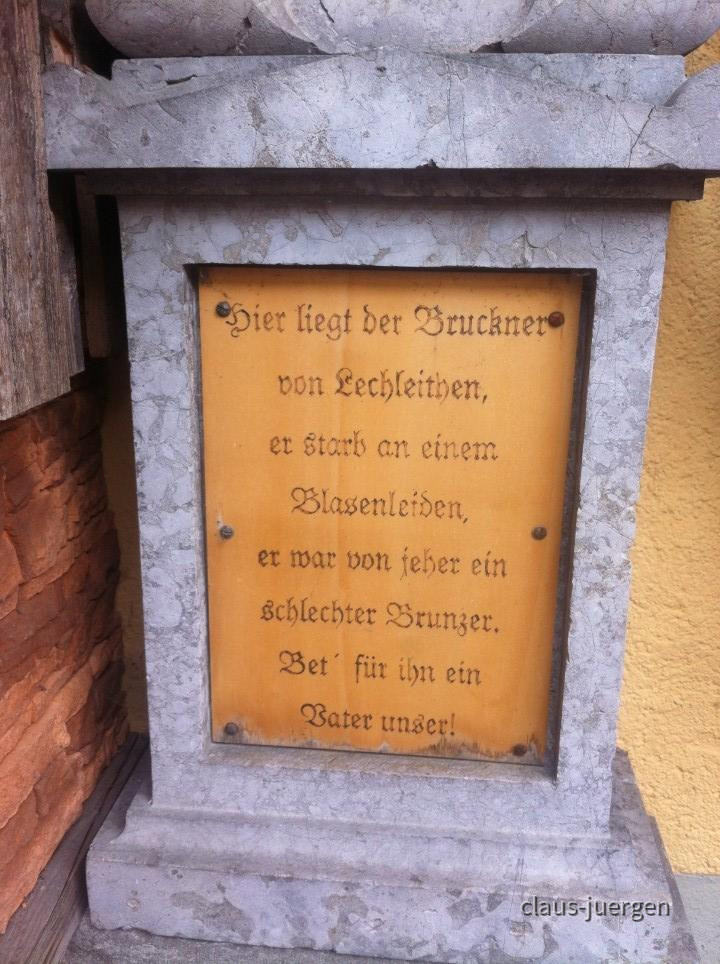 Hier liegt der Bruckner
von Lechleithen,
er starb an einem
Blasenleiden,
er war von jeher ein
schlechter Brunzer.
Bet´ für ihn ein
Vater unser!
claus-juergen